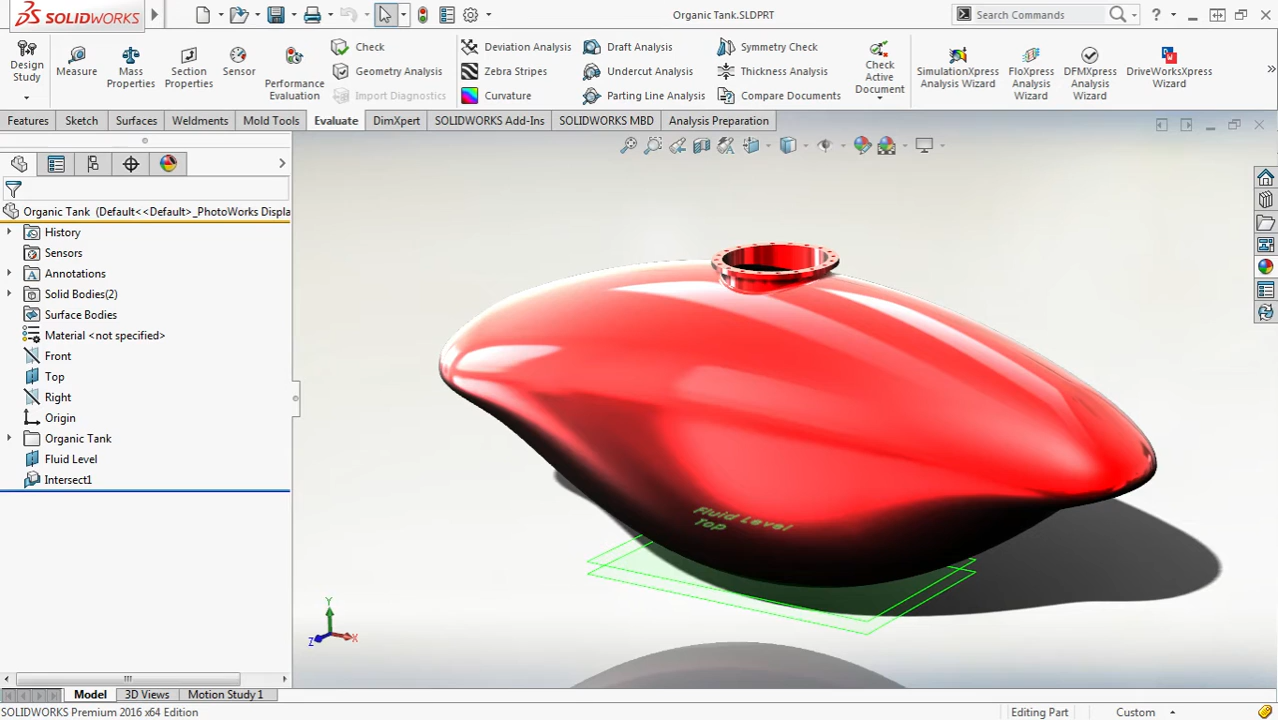 SOLIDWORKS
Organic Tank.SLDPRT
Search Commands
?
Design Study
Measure
Mass Properties
Section Properties
Sensor
Performance Evaluation
Check
Geometry Analysis
Import Diagnostics
Deviation Analysis
Zebra Stripes
Curvature
Draft Analysis
Undercut Analysis
Parting Line Analysis
Symmetry Check
Thickness Analysis
Compare Documents
Check Active Document
SimulationXpress Analysis Wizard
FloXpress Analysis Wizard
DFMXpress Analysis Wizard
DriveWorksXpress Wizard
Features
Sketch
Surfaces
Weldments
Mold Tools
Evaluate
DimXpert
SOLIDWORKS Add-Ins
SOLIDWORKS MBD
Analysis Preparation
Organic Tank (Default<<Default>_PhotoWorks Displa
History
Sensors
Annotations
Solid Bodies(2)
Surface Bodies
Material <not specified>
Front
Top
Right
Origin
Organic Tank
Fluid Level
Intersect1
Fluid Level
Top
Y
Z
X
Model
3D Views
Motion Study 1
SOLIDWORKS Premium 2016 x64 Edition
Editing Part
Custom